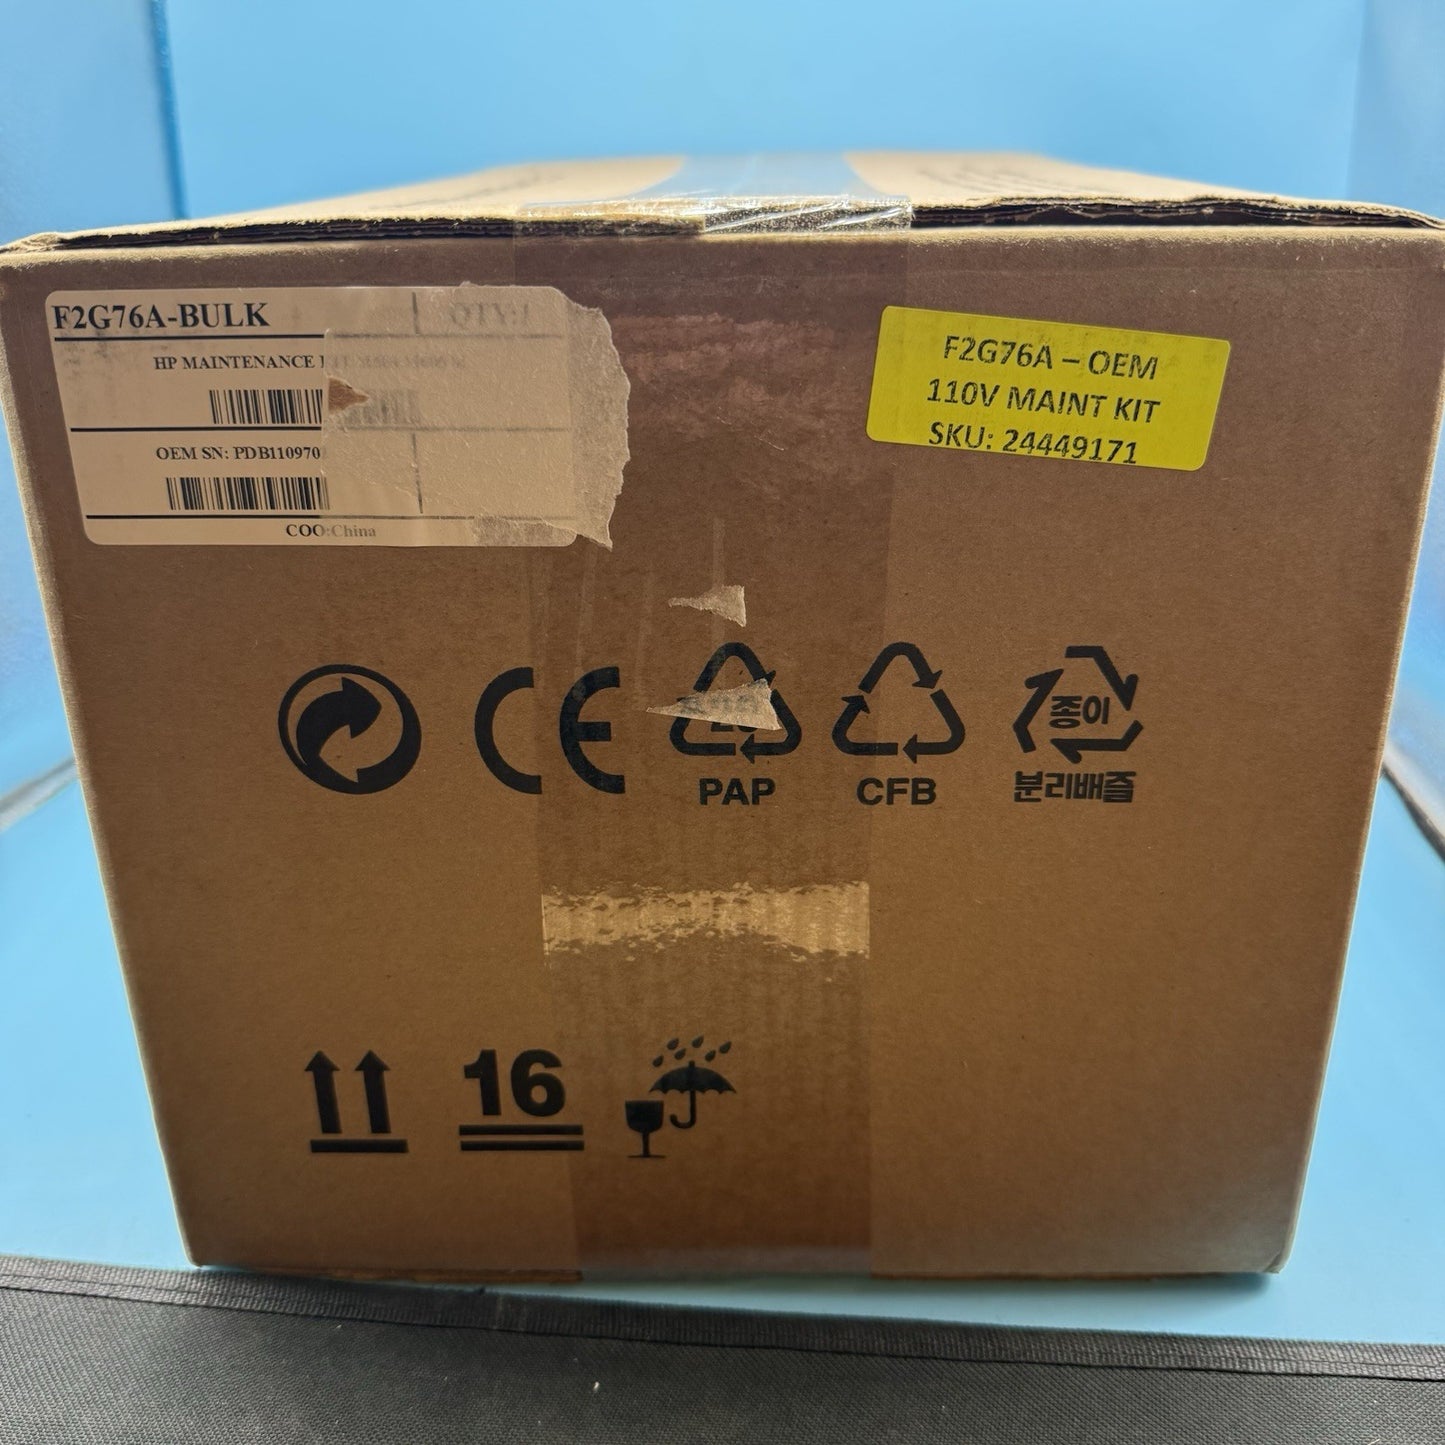 F2G76A-BULK
QTY:1
HP MAINTENANCE
OEM SN: PDB110970
COO:China
F2G76A – OEM
110V MAINT KIT
SKU: 24449171
CE
종이
PAP
CFB
분리배출
16